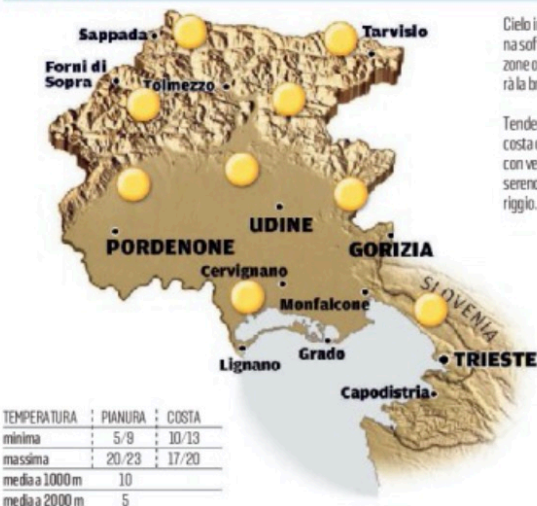 Sappada
Tarvisio
Forni di
Sopra
Tolmezzo
UDINE
PORDENONE
GORIZIA
Cervignano
Monfalcone
SLOVENIA
Lignano
Grado
TRIESTE
Capodistria
Cielo i
na sof
zone o
rà la b
Tende
costa
con ve
seren
riggio.
TEMPERATURA PIANURA COSTA
minima 5/9 10/13
massima 20/23 17/20
media a 1000 m 10
media a 2000 m 5